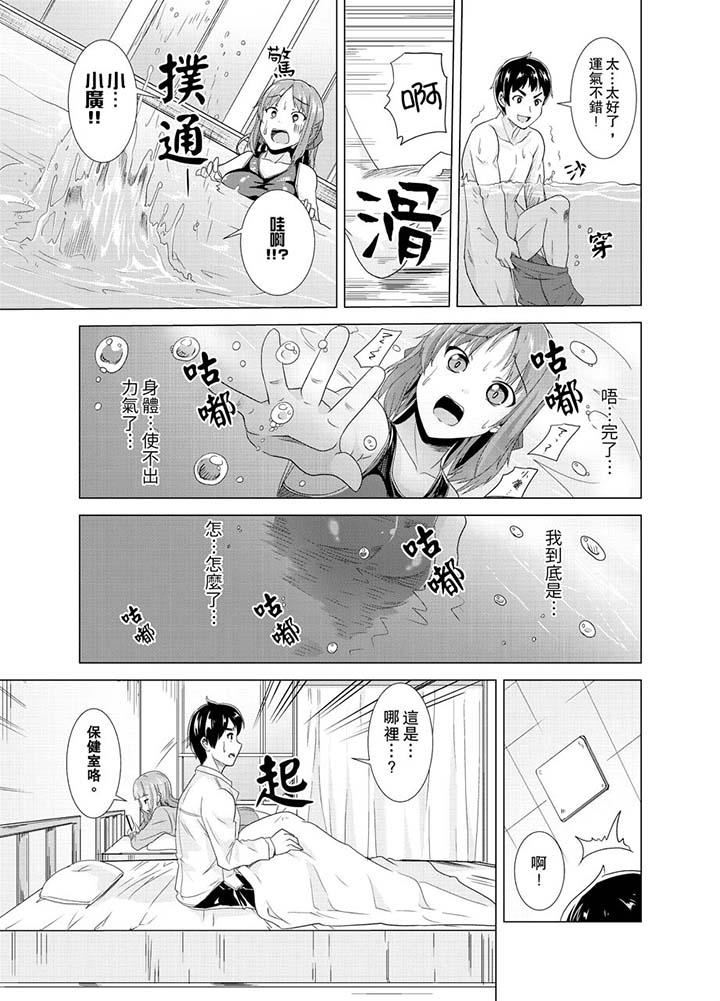 太…太好了，
運氣不錯！
沙
穿
啊
滑
驚
小…
小廣!!
撲通
哇啊!!?
唔…完了…
咕嘟
咕嘟
身體…使不出
力氣了…
小廣…
我到底是…
咕嘟
怎…怎麼了…
咕嘟
咕嘟
啊！
這是…
哪裡…？
起
保健室咯。